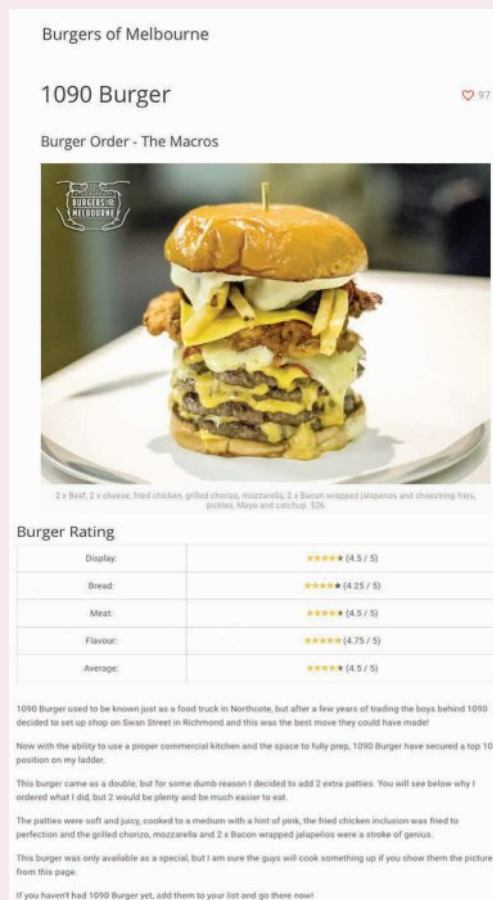 Burgers of Melbourne
1090 Burger
97
Burger Order - The Macros
BURGERS OF
MELBOURNE
2 x Beef, 2 x cheese, fried chicken, grilled chorizo, mozzarella, 2 x Bacon wrapped jalapenos and shoestring fries,
pickles, Mayo and catchup. $26
Burger Rating
Display: ★★★★★ (4.5 / 5)
Bread: ★★★★★ (4.25 / 5)
Meat: ★★★★★ (4.5 / 5)
Flavour: ★★★★★ (4.75 / 5)
Average: ★★★★★ (4.5 / 5)
1090 Burger used to be known just as a food truck in Northcote, but after a few years of trading the boys behind 1090
decided to set up shop on Swan Street in Richmond and this was the best move they could have made!
Now with the ability to use a proper commercial kitchen and the space to fully prep, 1090 Burger have secured a top 10
position on my ladder.
This burger came as a double, but for some dumb reason I decided to add 2 extra patties. You will see below why I
ordered what I did, but 2 would be plenty and be much easier to eat.
The patties were soft and juicy, cooked to a medium with a hint of pink, the fried chicken inclusion was fried to
perfection and the grilled chorizo, mozzarella and 2 x Bacon wrapped jalapeños were a stroke of genius.
This burger was only available as a special, but I am sure the guys will cook something up if you show them the picture
from this page.
If you haven't had 1090 Burger yet, add them to your list and go there now!